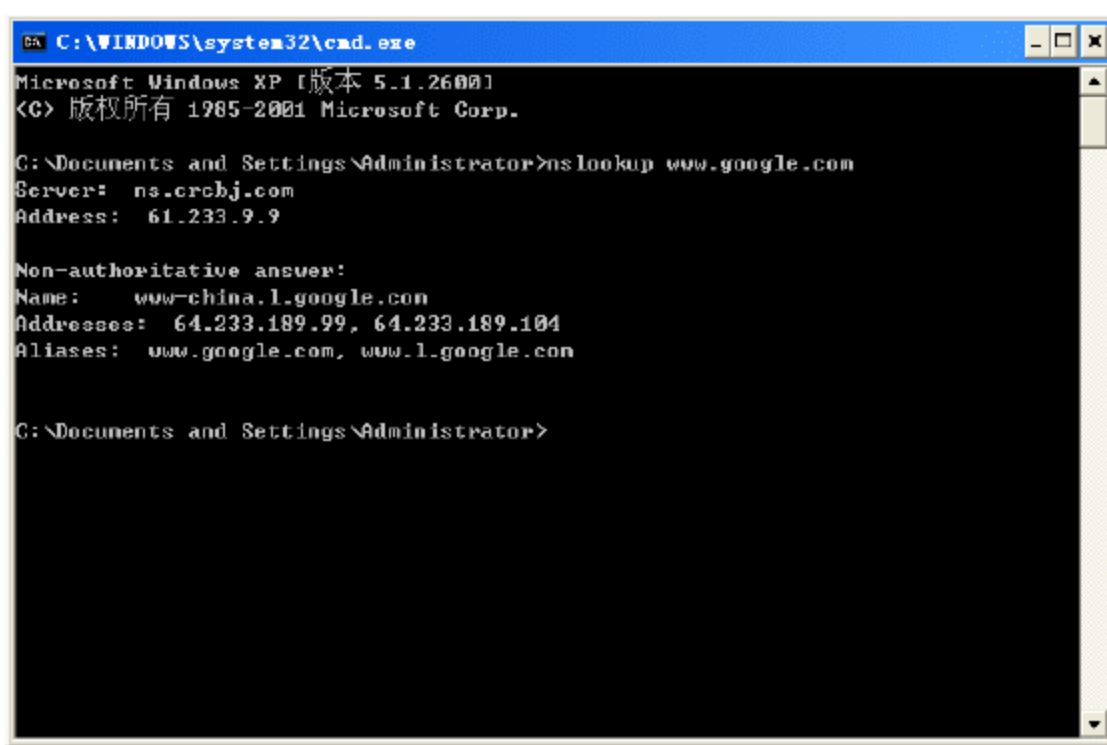 C:\WINDOWS\system32\cmd.exe
Microsoft Windows XP [版本 5.1.2600]
(C) 版权所有 1985-2001 Microsoft Corp.
C:\Documents and Settings\Administrator>nslookup www.google.com
Server:  ns.crcbj.com
Address:  61.233.9.9
Non-authoritative answer:
Name:    www-china.l.google.com
Addresses:  64.233.189.99, 64.233.189.104
Aliases:  www.google.com, www.l.google.com
C:\Documents and Settings\Administrator>